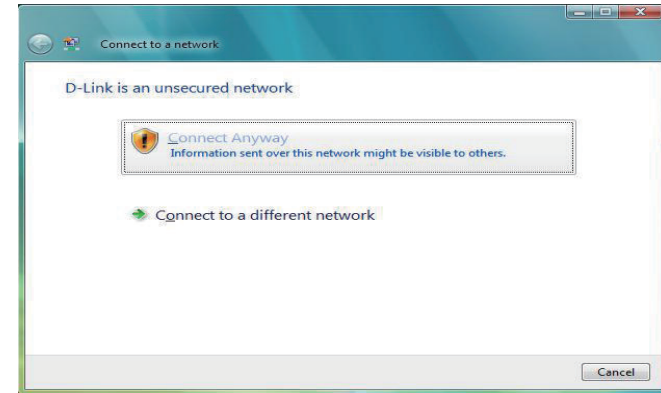 Connect to a network
D-Link is an unsecured network
Connect Anyway
Information sent over this network might be visible to others.
Connect to a different network
Cancel